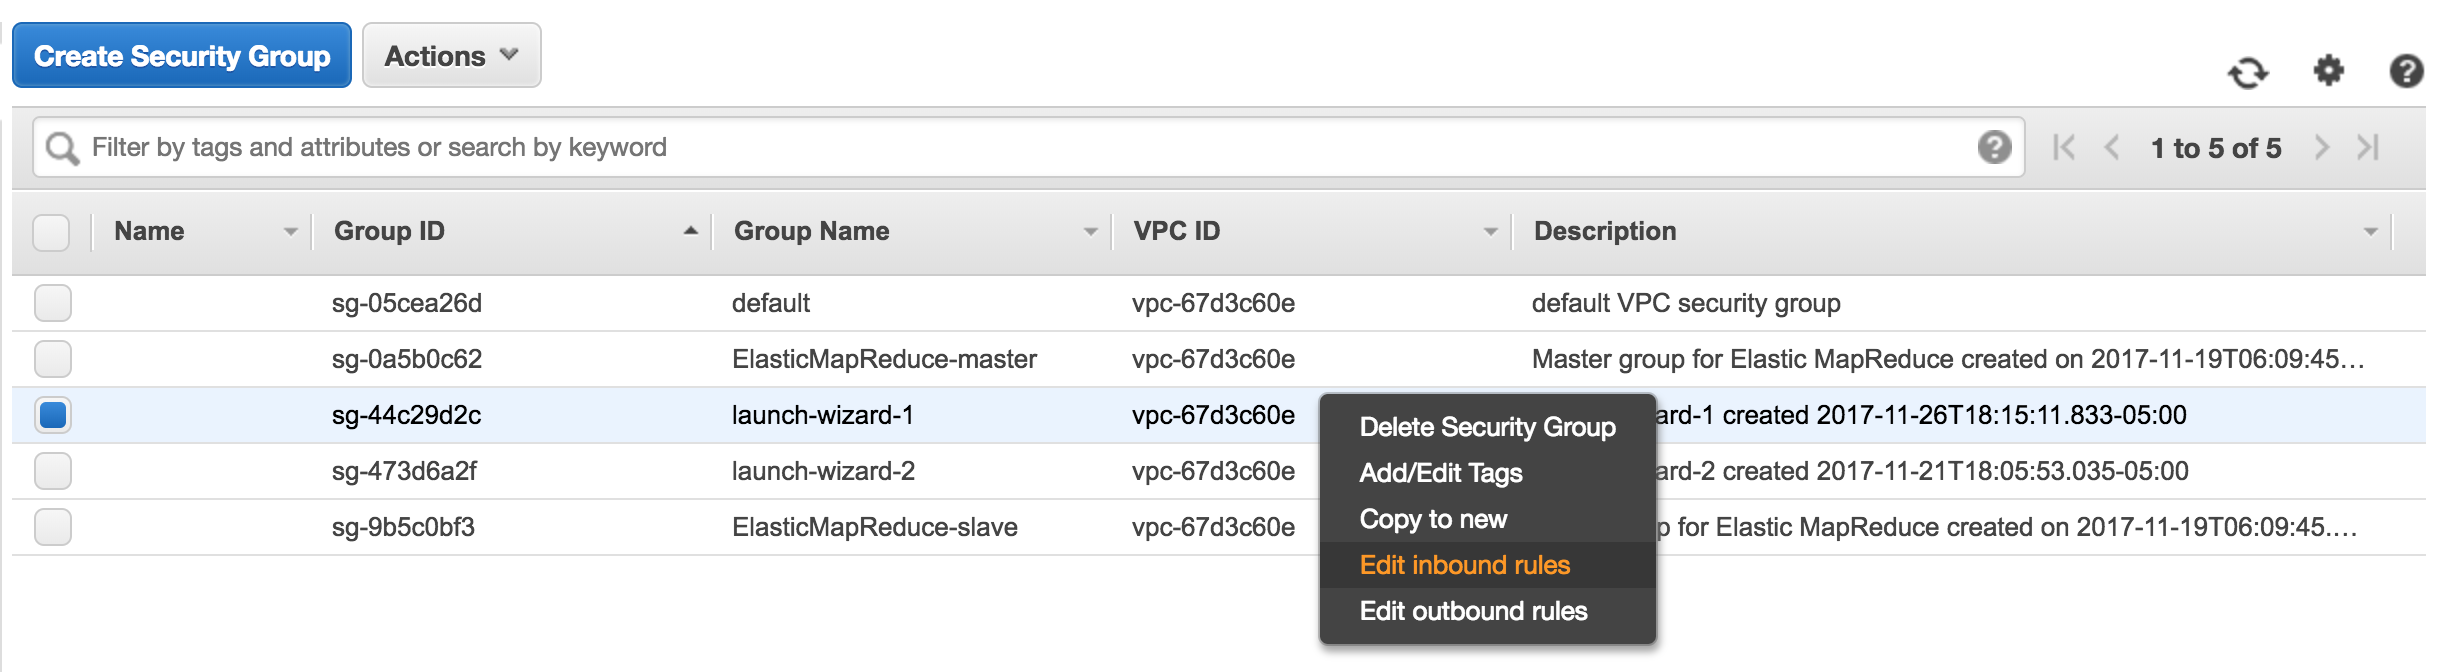 Create Security Group Actions
Filter by tags and attributes or search by keyword 1 to 5 of 5
Name Group ID Group Name VPC ID Description
sg-05cea26d default vpc-67d3c60e default VPC security group
sg-0a5b0c62 ElasticMapReduce-master vpc-67d3c60e Master group for Elastic MapReduce created on 2017-11-19T06:09:45...
sg-44c29d2c launch-wizard-1 vpc-67d3c60e ard-1 created 2017-11-26T18:15:11.833-05:00
sg-473d6a2f launch-wizard-2 vpc-67d3c60e ard-2 created 2017-11-21T18:05:53.035-05:00
sg-9b5c0bf3 ElasticMapReduce-slave vpc-67d3c60e p for Elastic MapReduce created on 2017-11-19T06:09:45....
Delete Security Group
Add/Edit Tags
Copy to new
Edit inbound rules
Edit outbound rules